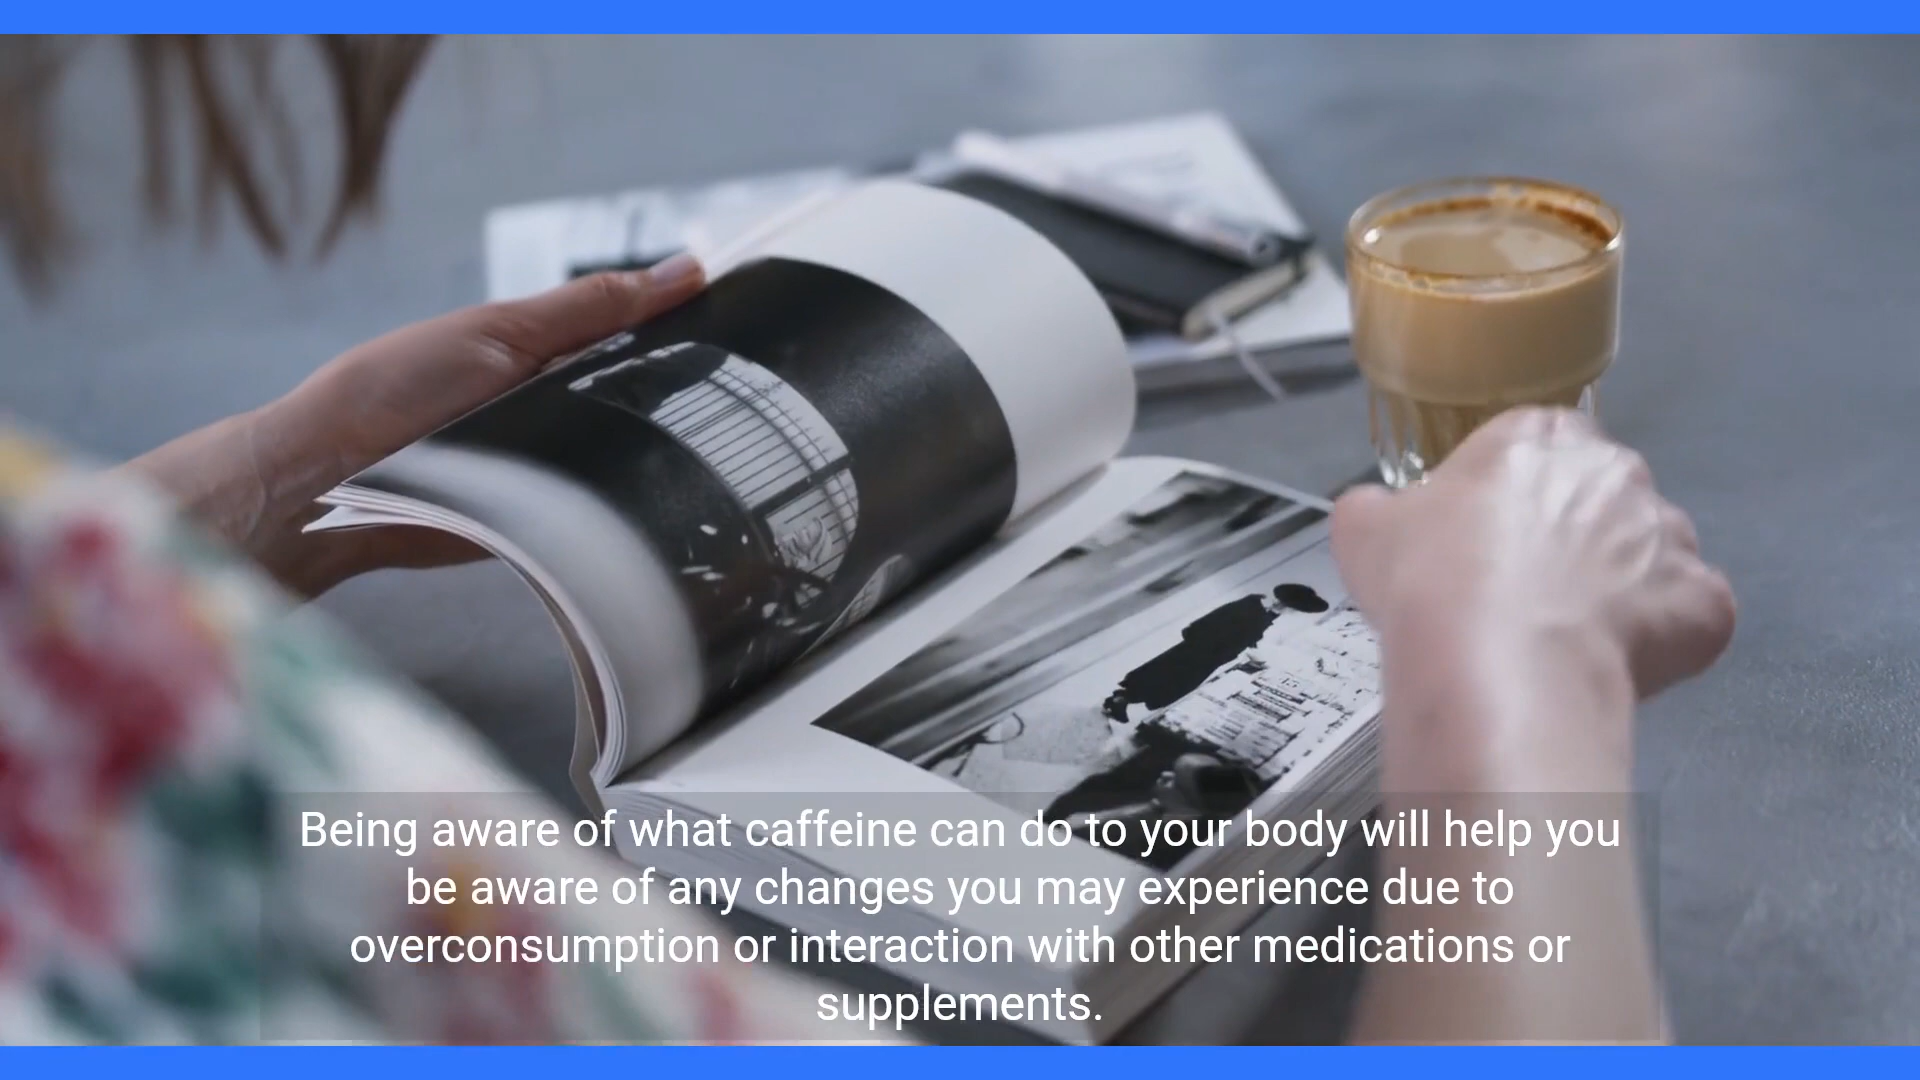 Being aware of what caffeine can do to your body will help you
be aware of any changes you may experience due to
overconsumption or interaction with other medications or
supplements.